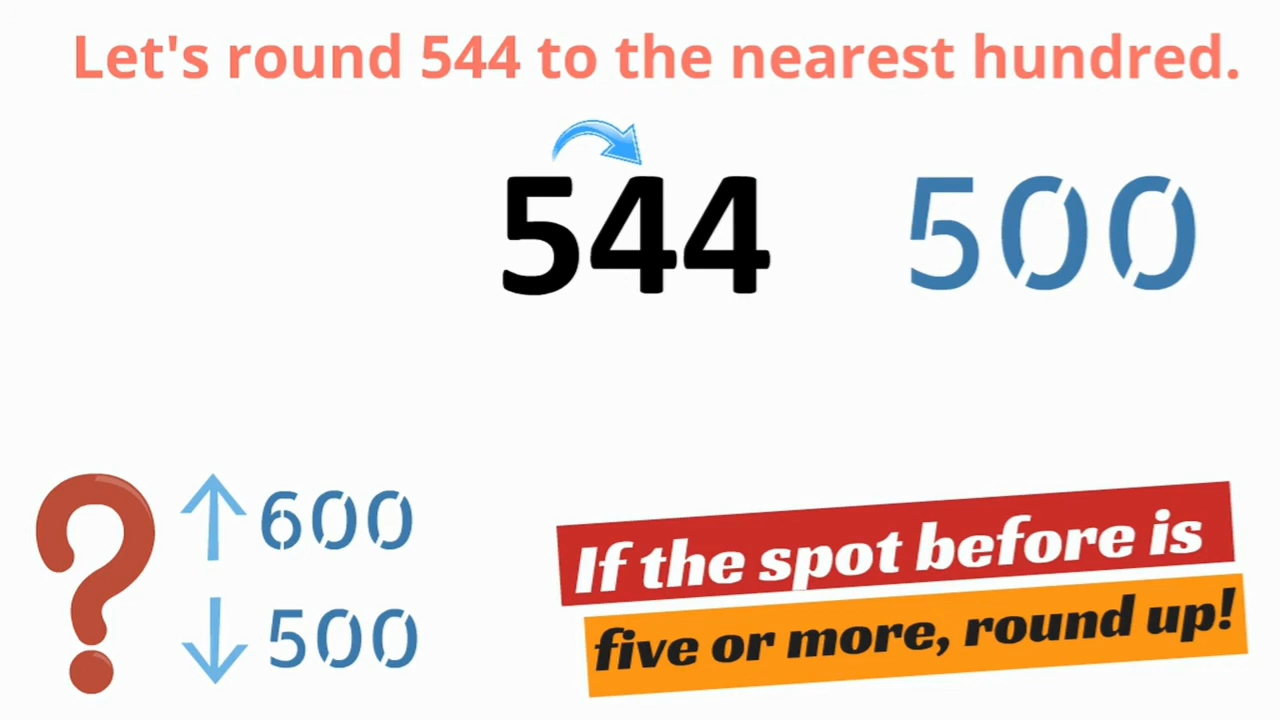 Let's round 544 to the nearest hundred.
544 500
?
↑ 600
↓ 500
If the spot before is
five or more, round up!